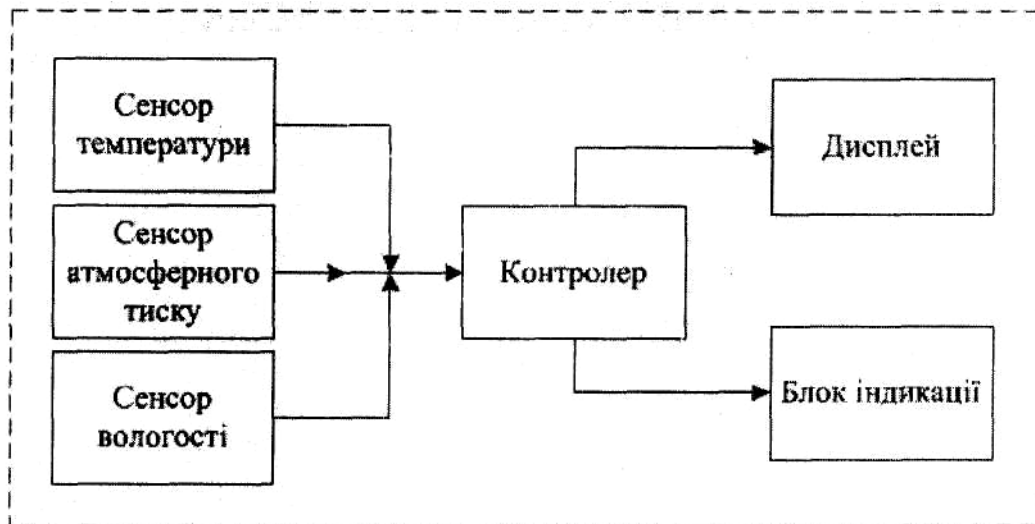 Сенсор
температури
Сенсор
атмосферного
тиску
Сенсор
вологості
Контролер
Дисплей
Блок індикації